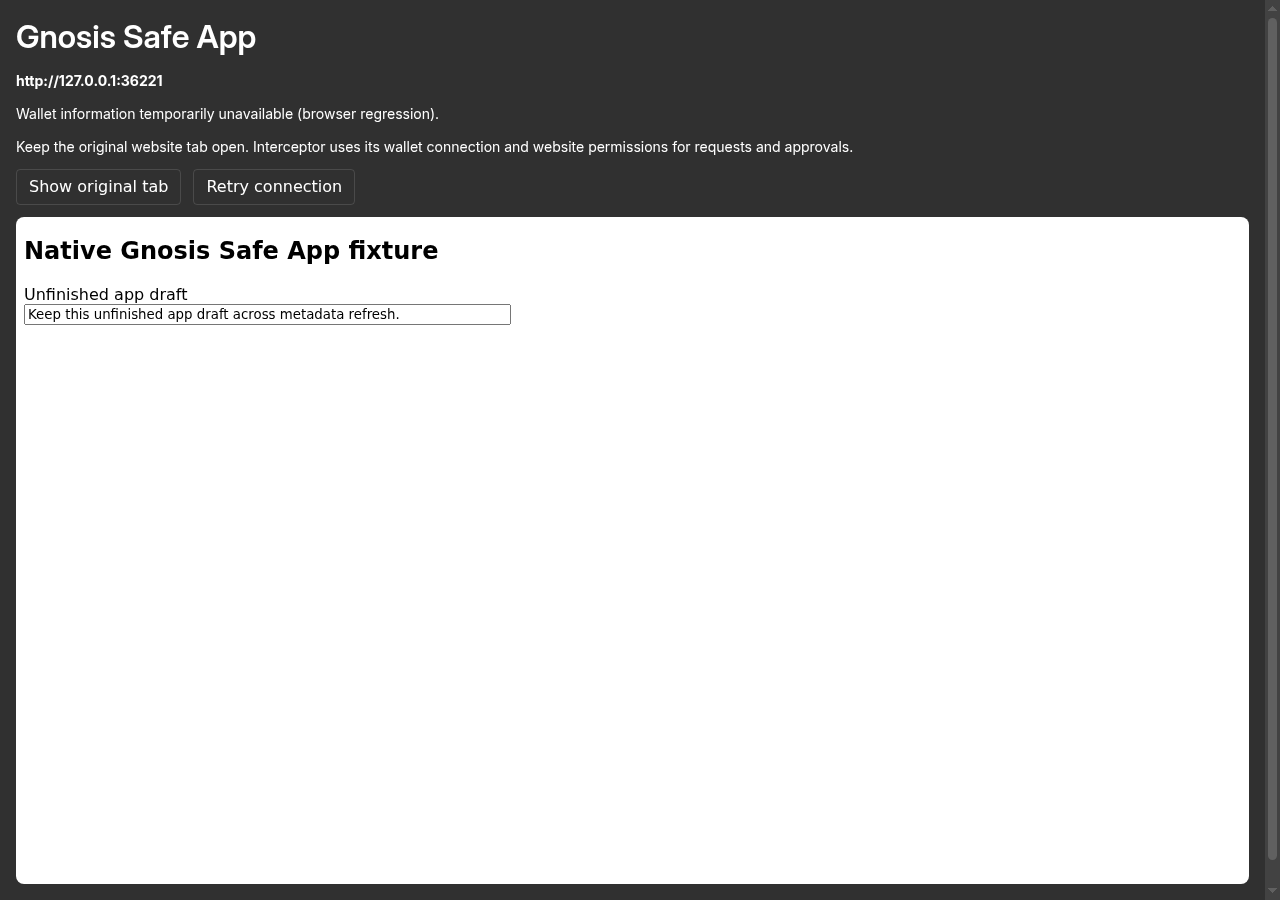 Gnosis Safe App
http://127.0.0.1:36221
Wallet information temporarily unavailable (browser regression).
Keep the original website tab open. Interceptor uses its wallet connection and website permissions for requests and approvals.
Show original tab Retry connection
Native Gnosis Safe App fixture
Unfinished app draft
Keep this unfinished app draft across metadata refresh.